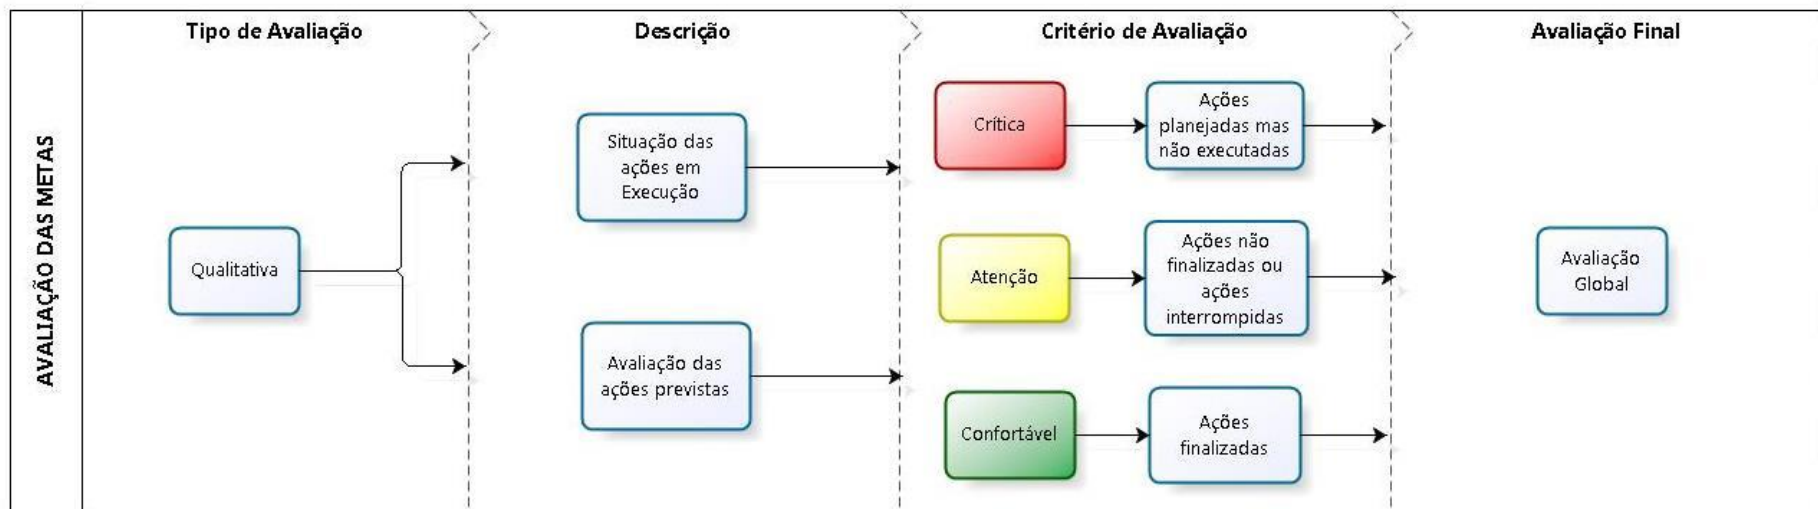 Tipo de Avaliação
Descrição
Critério de Avaliação
Avaliação Final
AVALIAÇÃO DAS METAS
Qualitativa
Situação das
ações em
Execução
Avaliação das
ações previstas
Crítica
Ações
planejadas mas
não executadas
Atenção
Ações não
finalizadas ou
ações
interrompidas
Confortável
Ações
finalizadas
Avaliação
Global